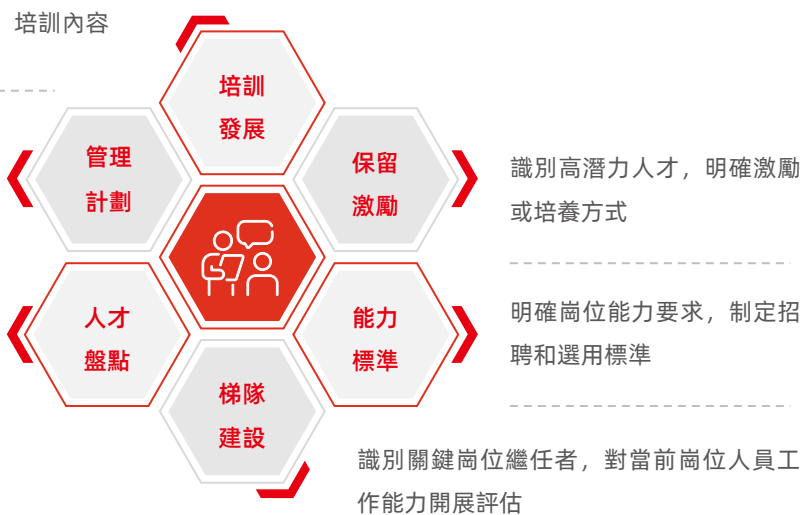 培訓內容
培訓
發展
管理
計劃
保留
激勵
識別高潛力人才，明確激勵
或培養方式
人才
盤點
能力
標準
明確崗位能力要求，制定招
聘和選用標準
梯隊
建設
識別關鍵崗位繼任者，對當前崗位人員工
作能力開展評估